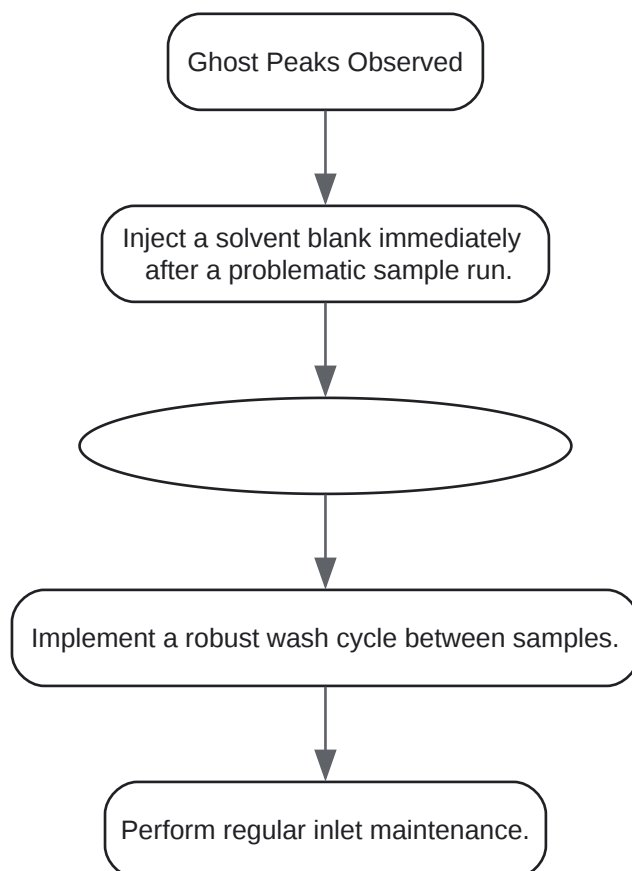 Ghost Peaks Observed
Inject a solvent blank immediately
after a problematic sample run.
Implement a robust wash cycle between samples.
Perform regular inlet maintenance.